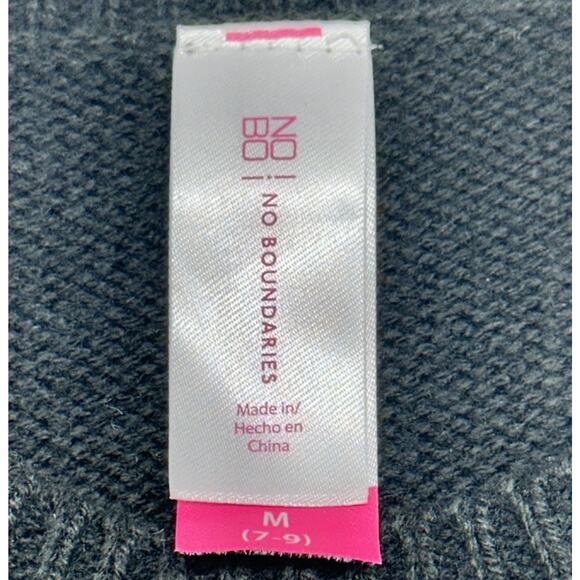 NO!
BO!
NO BOUNDARIES
Made in/
Hecho en
China
M
(7-9)